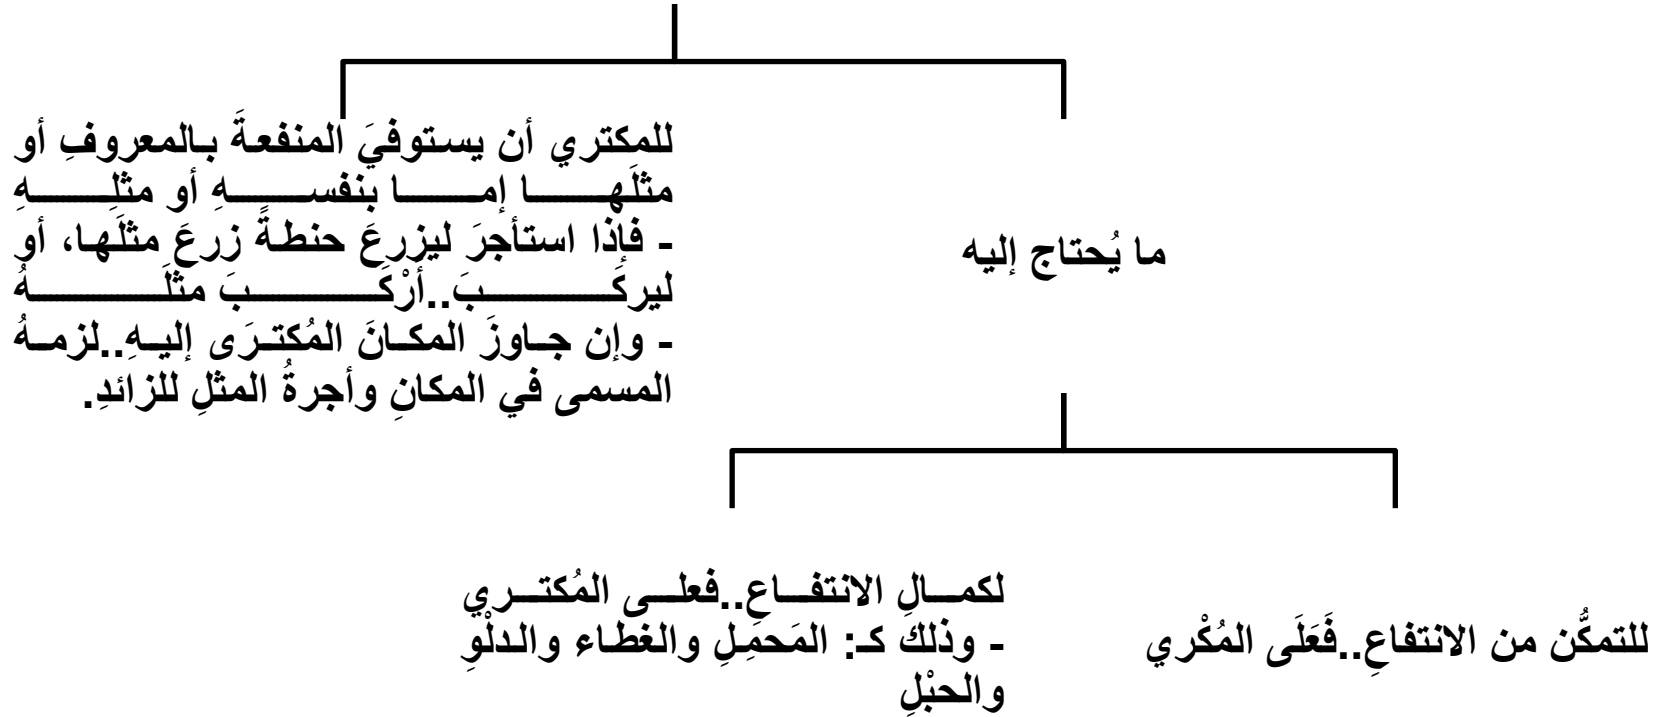 ما يُحتاج إليه
للمكتري أن يستوفيَ المنفعةَ بالمعروفِ أو
مثلَها إما بنفسهِ أو مثلِهِ
- فإذا استأجرَ ليزرعَ حنطةً زرعَ مثلَها، أو
ليركَبَ..أرْكَبَ مثلَهُ
- وإن جاوزَ المكانَ المُكترَى إليهِ..لزمهُ
المسمى في المكانِ وأجرةُ المثلِ للزائدِ.
للتمكُّن من الانتفاعِ..فَعَلَى المُكْري
لكمالِ الانتفاعِ..فعلى المُكتري
- وذلك كـ: المَحمِلِ والغطاء والدلْوِ
والحبْلِ